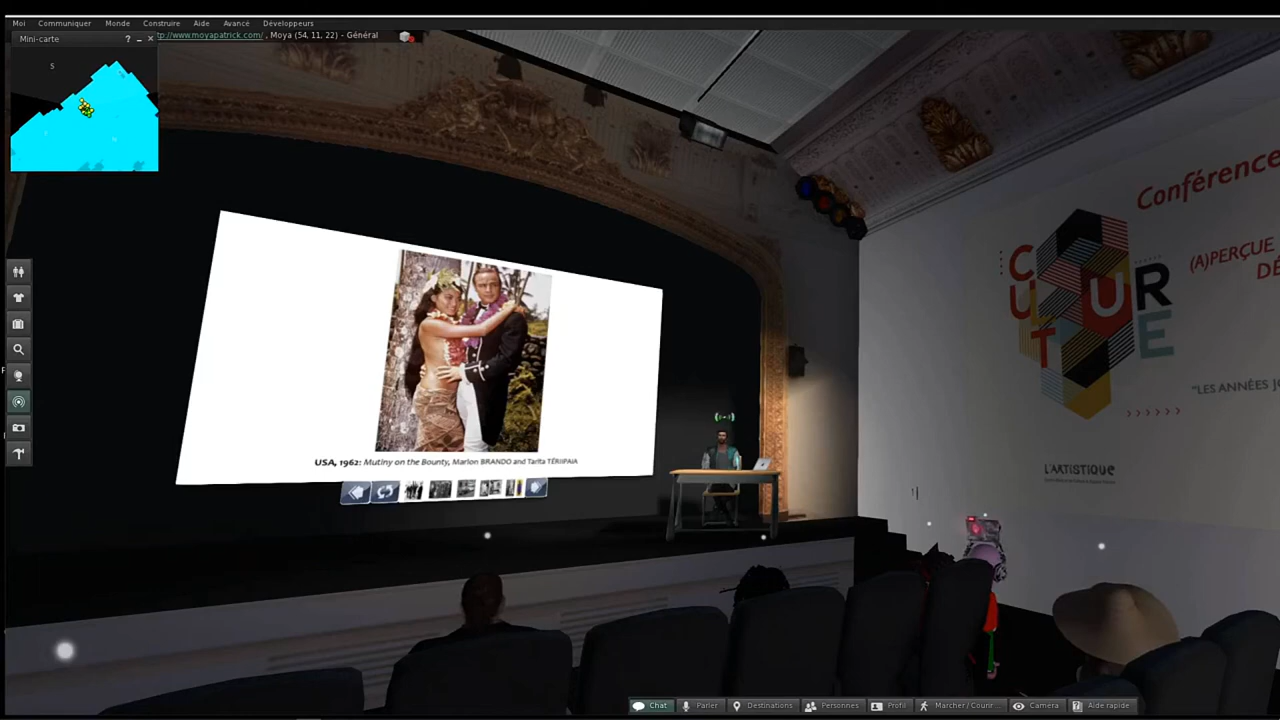 Moi Communiquer Monde Construire Aide Avancé Développeurs
Mini-carte ? _ ×
tp://www.moyapatrick.com/ , Moya (54, 11, 22) - Général
S
Conférence
CULTURE
(A)PERÇUE
DÉ
"LES ANNÉES JO
L'ARTISTIQUE
USA, 1962: Mutiny on the Bounty, Marlon BRANDO and Tarita TÉRIIPAIA
Chat Parler Destinations Personnes Profil Marcher / Courir... Caméra Aide rapide